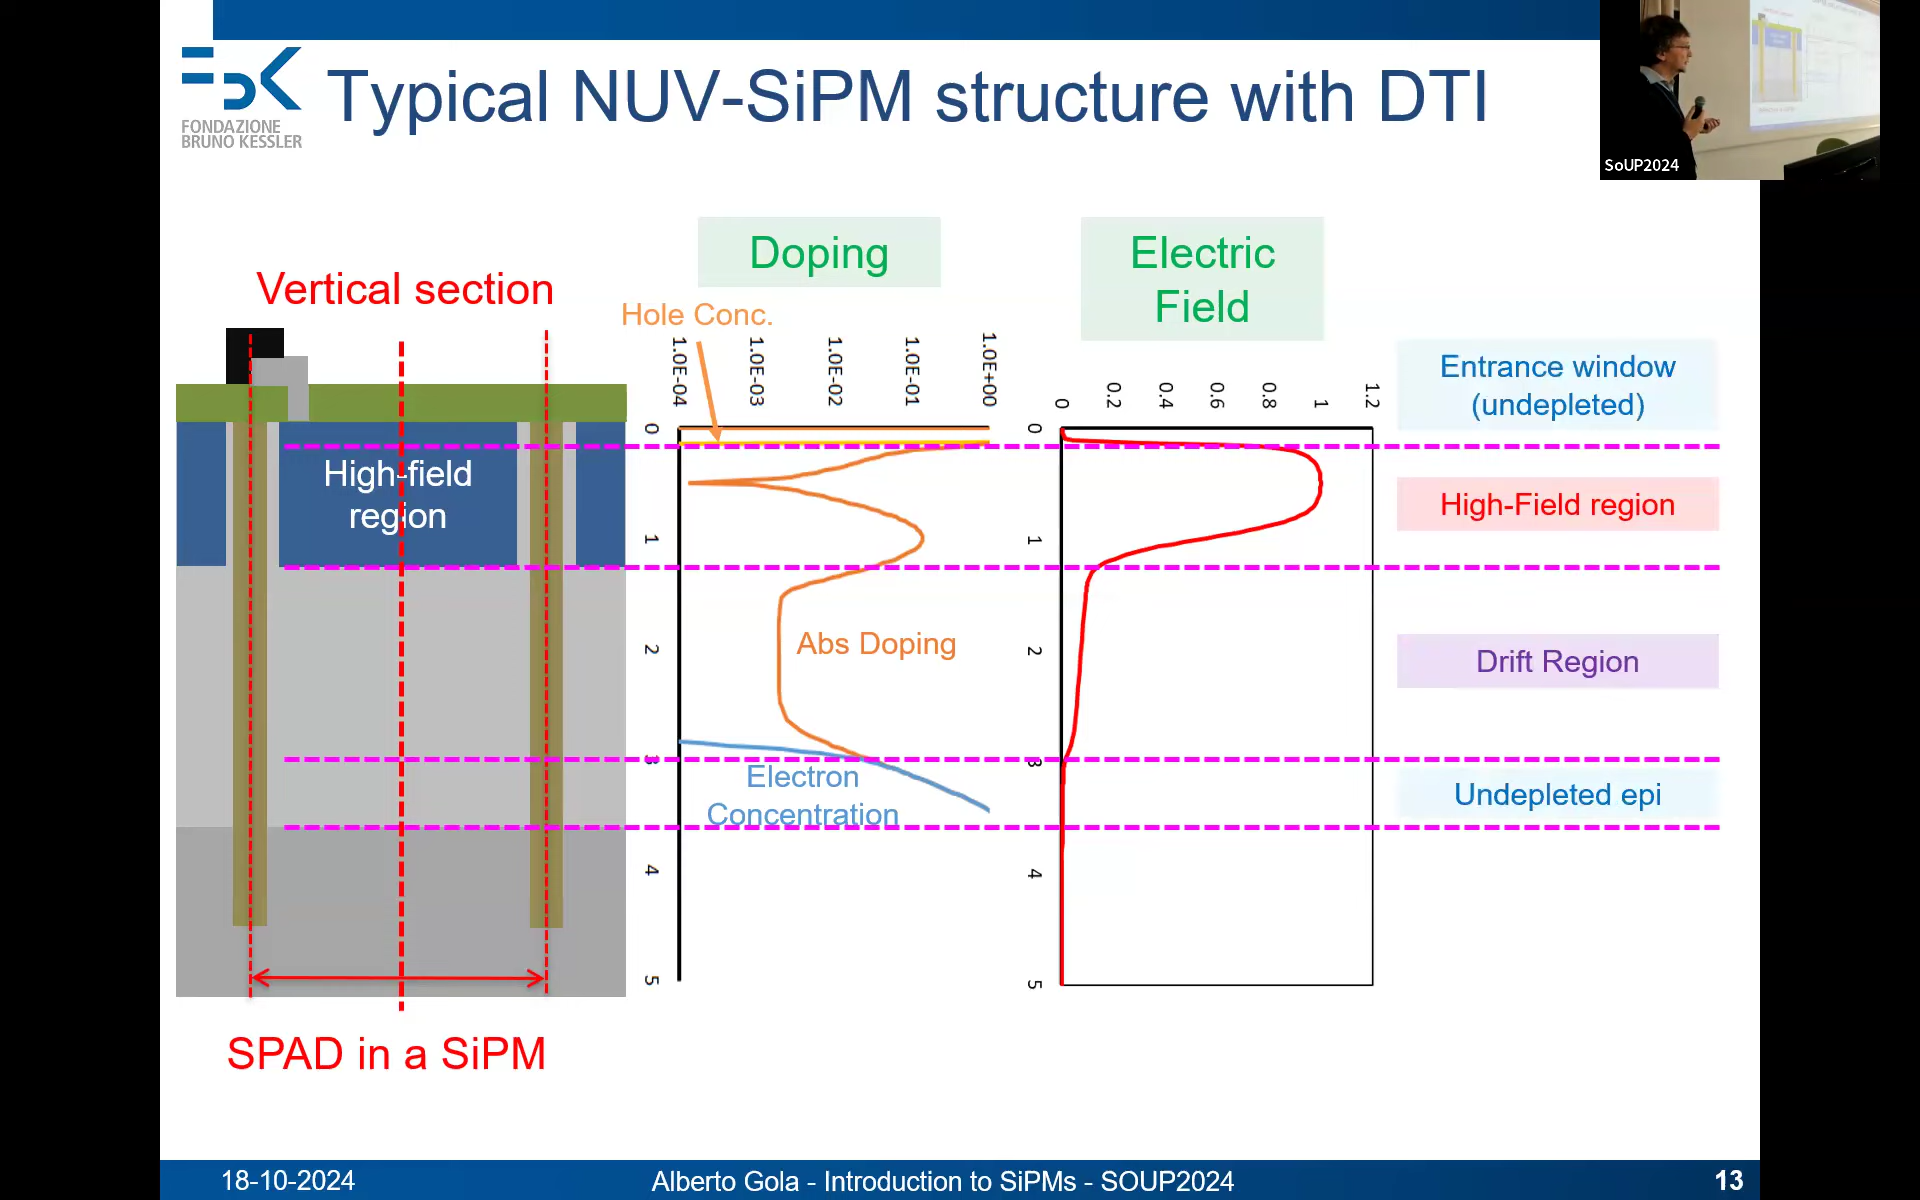 FONDAZIONE
BRUNO KESSLER
Typical NUV-SiPM structure with DTI
SoUP2024
Vertical section
Doping
Electric
Field
Hole Conc.
1.0E-04
1.0E-03
1.0E-02
1.0E-01
1.0E+00
0
0.2
0.4
0.6
0.8
1
1.2
Entrance window
(undepleted)
High-field
region
0
1
2
3
4
5
0
1
2
3
4
5
High-Field region
Abs Doping
Drift Region
Electron
Concentration
Undepleted epi
SPAD in a SiPM
18-10-2024
Alberto Gola - Introduction to SiPMs - SOUP2024
13